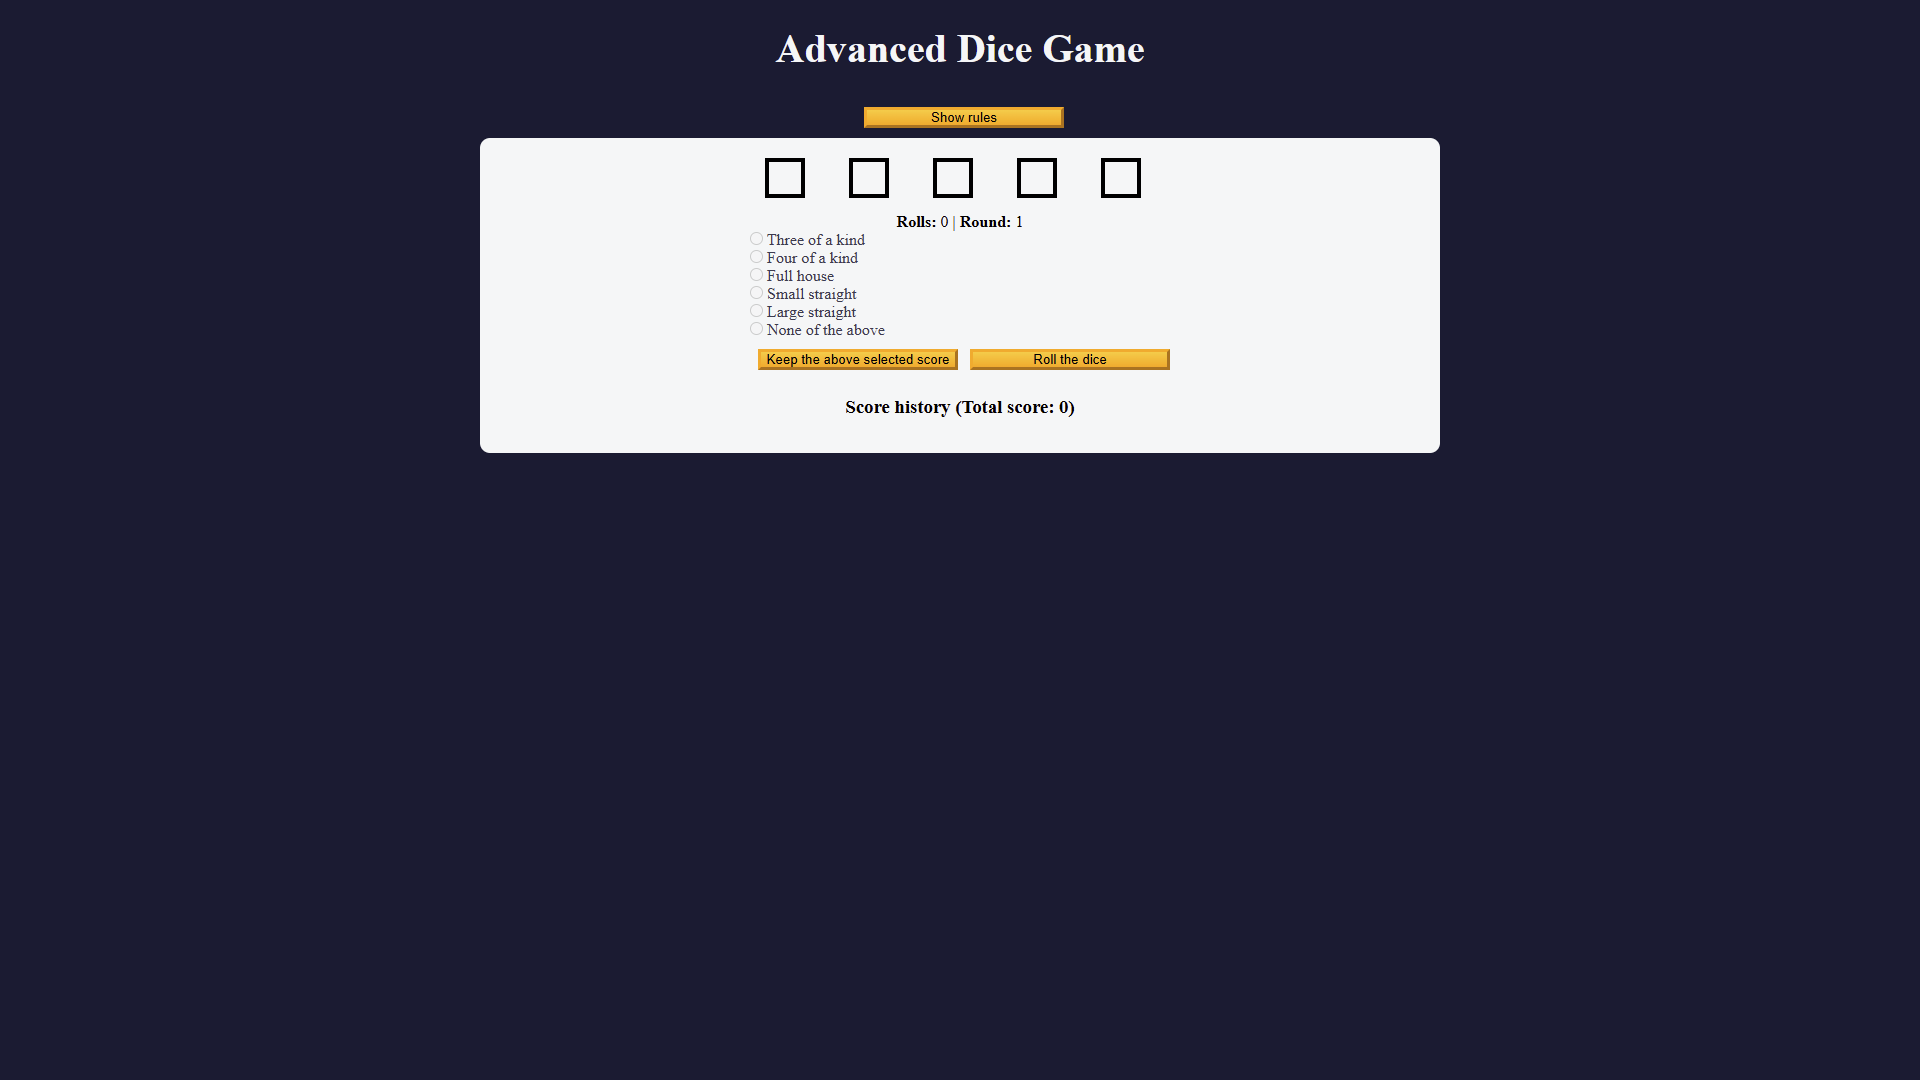 Advanced Dice Game
Show rules
Rolls: 0 | Round: 1
Three of a kind
Four of a kind
Full house
Small straight
Large straight
None of the above
Keep the above selected score
Roll the dice
Score history (Total score: 0)